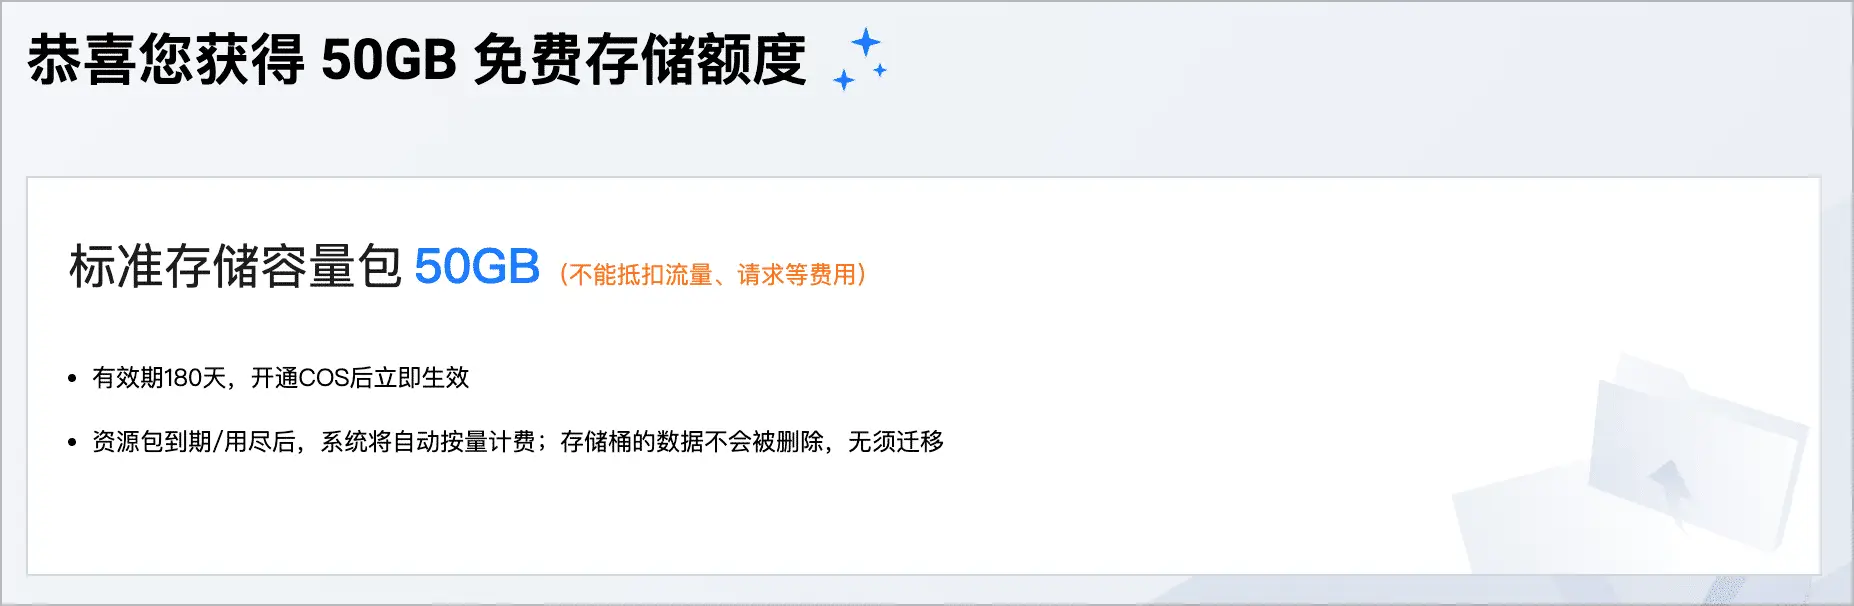 恭喜您获得 50GB 免费存储额度
标准存储容量包 50GB (不能抵扣流量、请求等费用)
• 有效期180天，开通COS后立即生效
• 资源包到期/用尽后，系统将自动按量计费；存储桶的数据不会被删除，无须迁移